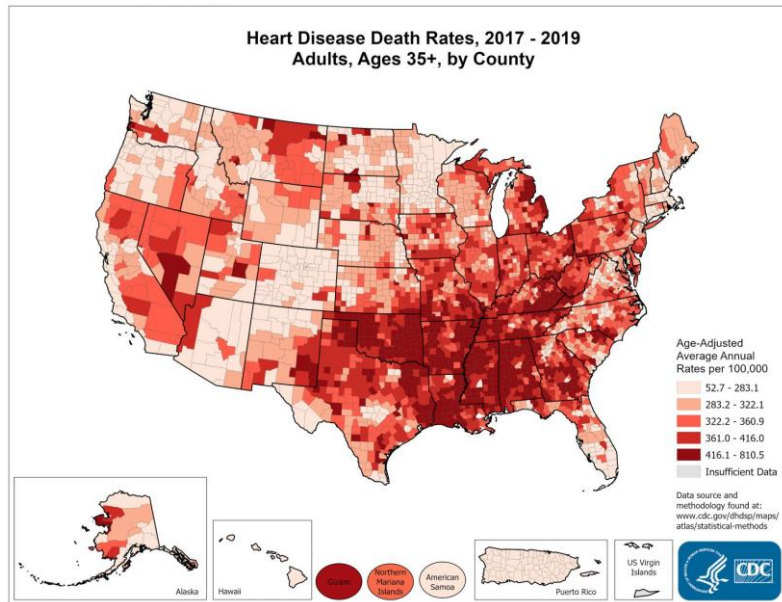 Heart Disease Death Rates, 2017 - 2019
Adults, Ages 35+, by County
Age-Adjusted
Average Annual
Rates per 100,000
52.7 - 283.1
283.2 - 322.1
322.2 - 360.9
361.0 - 416.0
416.1 - 810.5
Insufficient Data
Data source and
methodology found at:
www.cdc.gov/dhdsp/maps/
atlas/statistical-methods
Alaska
Hawaii
Guam
Northern
Mariana
Islands
American
Samoa
Puerto Rico
US Virgin
Islands
CDC